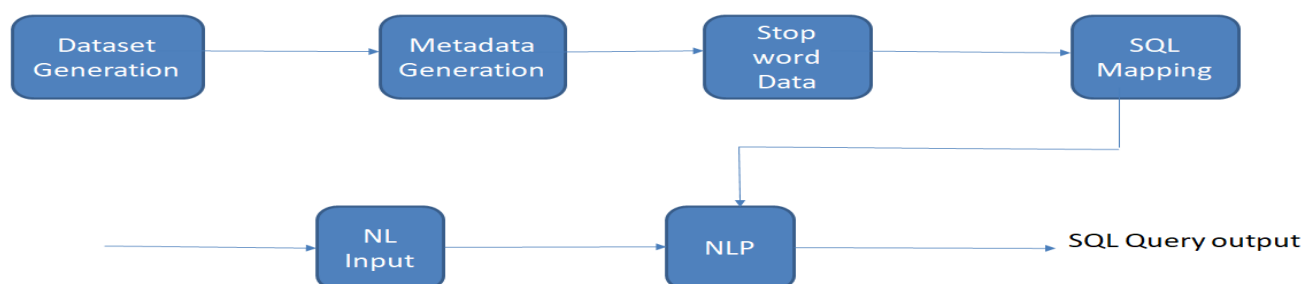 Dataset
Generation
Metadata
Generation
Stop
word
Data
SQL
Mapping
NL
Input
NLP
SQL Query output